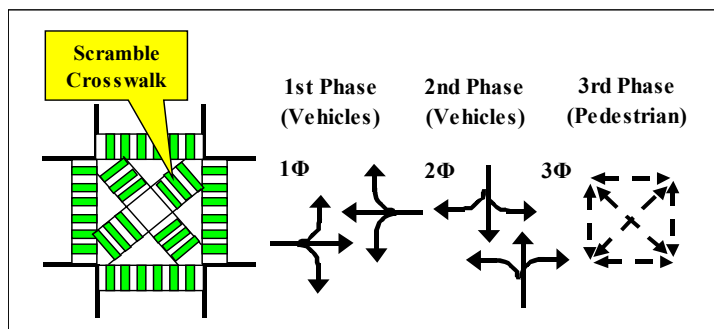 Scramble
Crosswalk
1st Phase
(Vehicles)
2nd Phase
(Vehicles)
3rd Phase
(Pedestrian)
1Φ
2Φ
3Φ